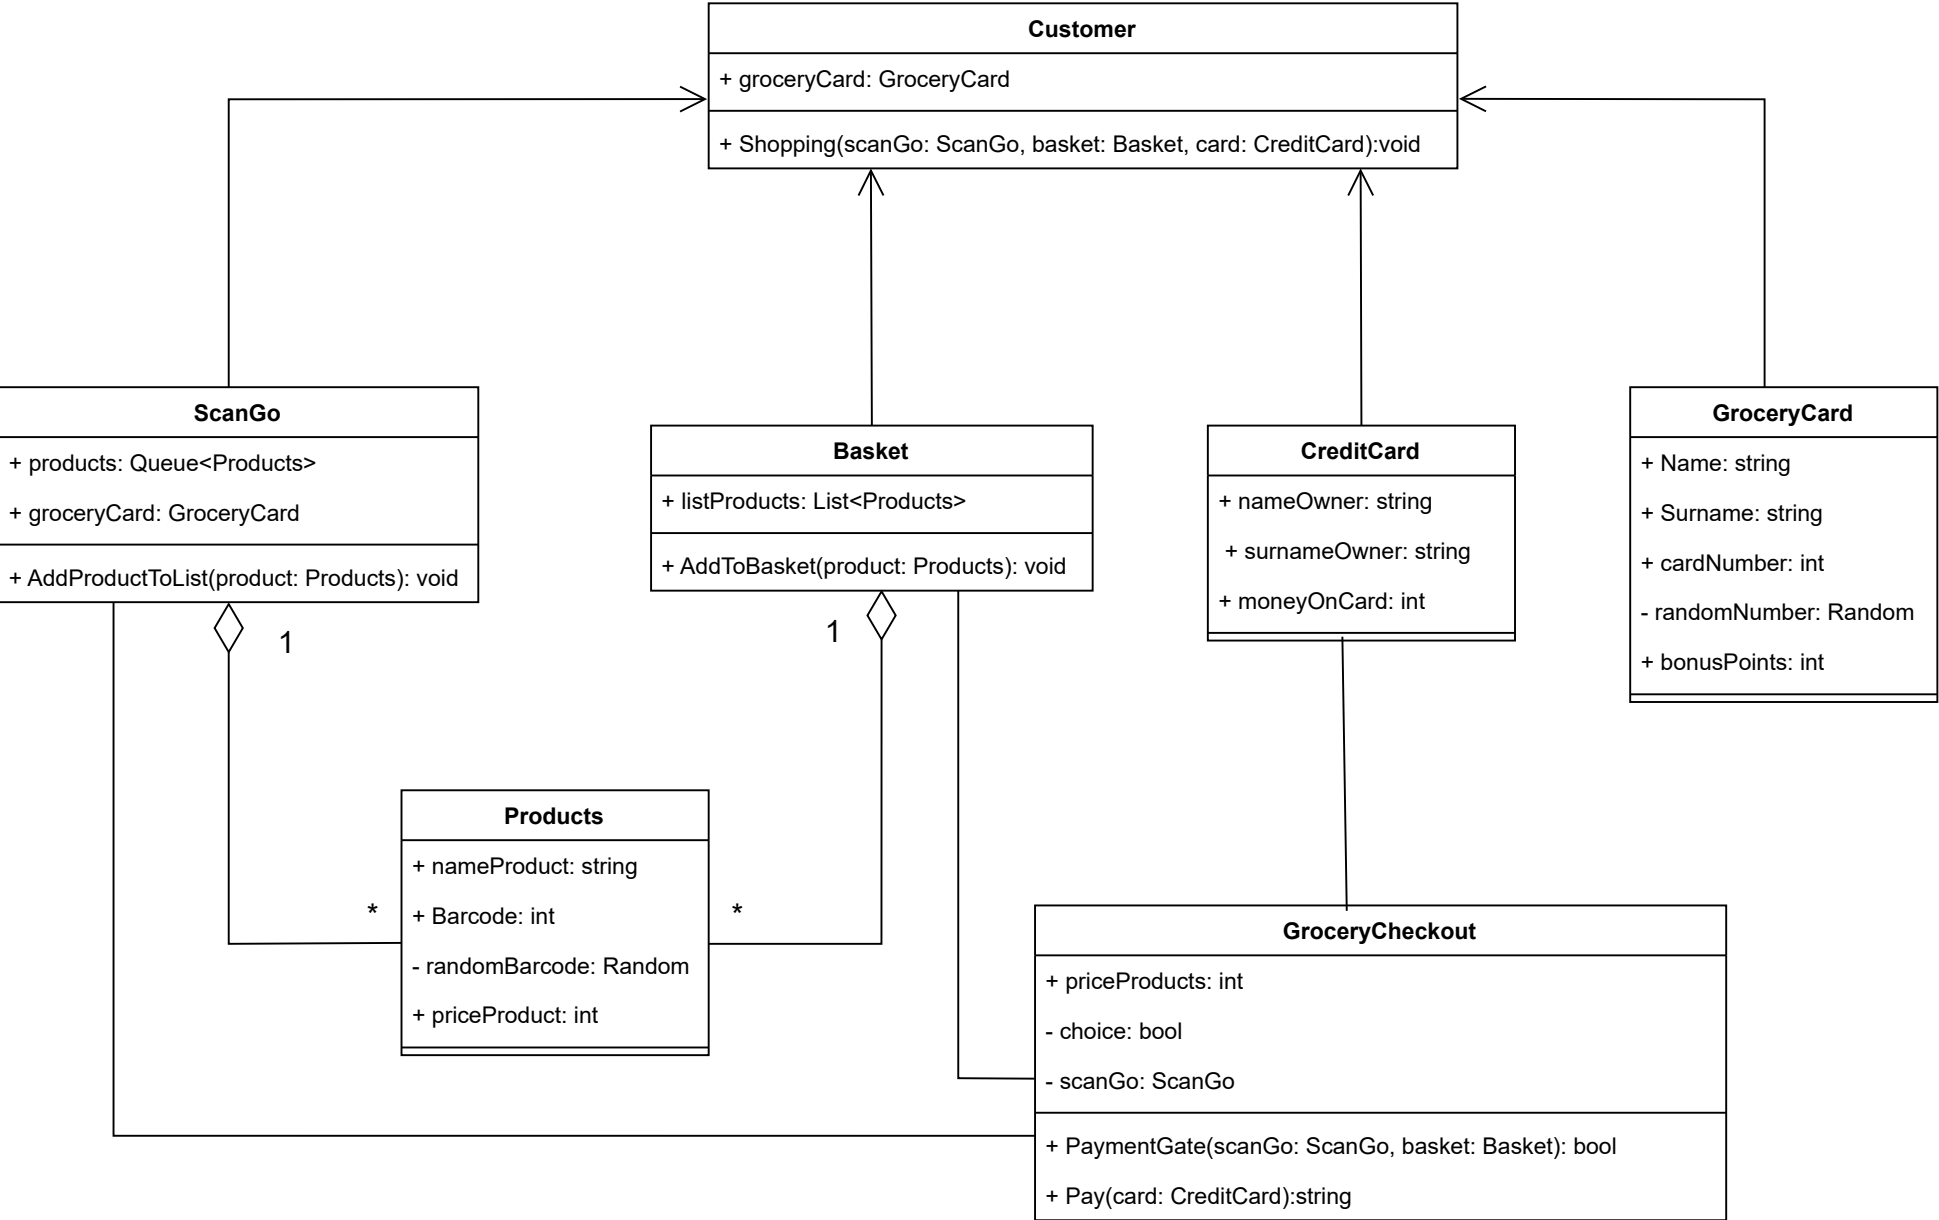 Customer
+ groceryCard: GroceryCard
+ Shopping(scanGo: ScanGo, basket: Basket, card: CreditCard):void
ScanGo
+ products: Queue<Products>
+ groceryCard: GroceryCard
+ AddProductToList(product: Products): void
1
Basket
+ listProducts: List<Products>
+ AddToBasket(product: Products): void
1
CreditCard
+ nameOwner: string
+ surnameOwner: string
+ moneyOnCard: int
GroceryCard
+ Name: string
+ Surname: string
+ cardNumber: int
- randomNumber: Random
+ bonusPoints: int
*
Products
+ nameProduct: string
+ Barcode: int
- randomBarcode: Random
+ priceProduct: int
*
GroceryCheckout
+ priceProducts: int
- choice: bool
- scanGo: ScanGo
+ PaymentGate(scanGo: ScanGo, basket: Basket): bool
+ Pay(card: CreditCard):string